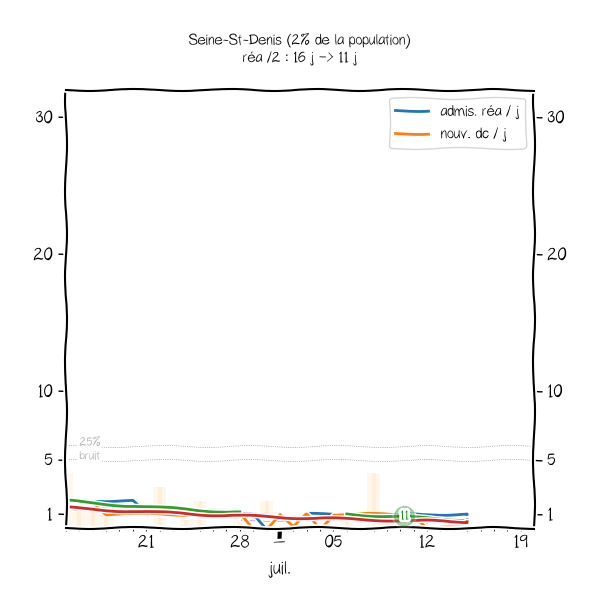 Seine-St-Denis (2% de la population)
réa /2 : 16 j -> 11 j
admis. réa / j
nouv. dc / j
30 30
20 20
10 10
25%
5 bruit 5
1 11 1
21 28 1 05 12 19
juil.